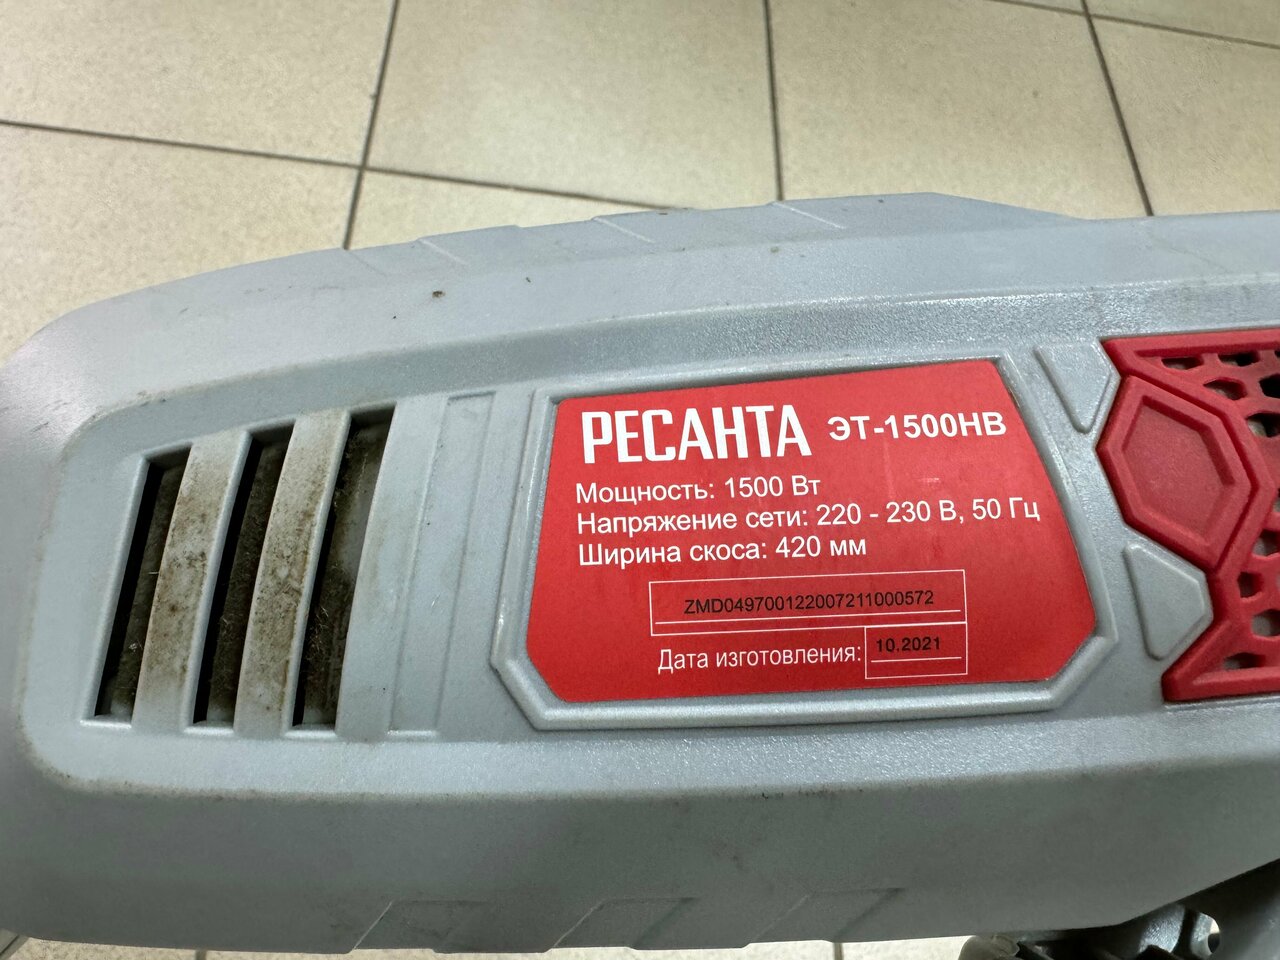 РЕСАНТА ЭТ-1500НВ
Мощность: 1500 Вт
Напряжение сети: 220 - 230 В, 50 Гц
Ширина скоса: 420 мм
ZMD049700122007211000572
Дата изготовления: 10.2021